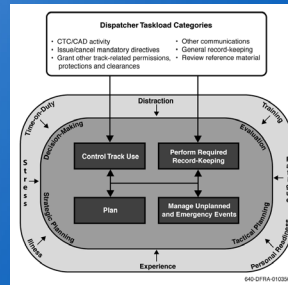 Dispatcher Taskload Categories
• CTC/CAD activity
• Issue/cancel mandatory directives
• Grant other track-related permissions, protections and clearances
• Other communications
• General record-keeping
• Review reference material
Distraction
Time-on-Duty
Training
Decision-Making
Evaluation
Control Track Use
Perform Required
Record-Keeping
Stress
Plan
Manage Unplanned
and Emergency Events
Strategic Planning
Tactical Planning
Illness
Personal Readiness
Experience
640-DFRA-01035